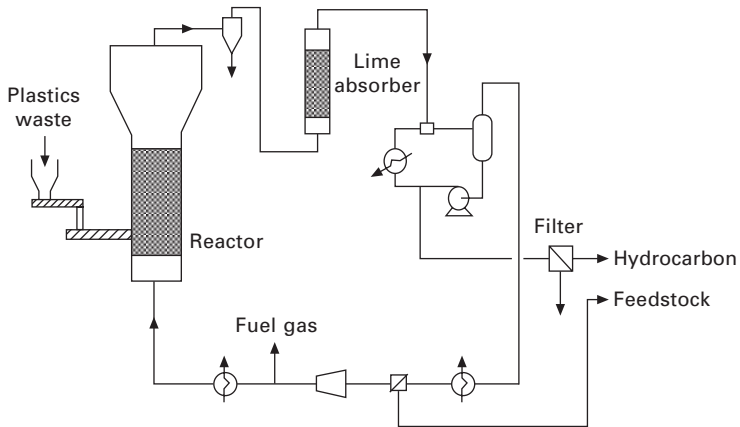 Plastics
waste
Lime
absorber
Reactor
Filter
Hydrocarbon
Feedstock
Fuel gas